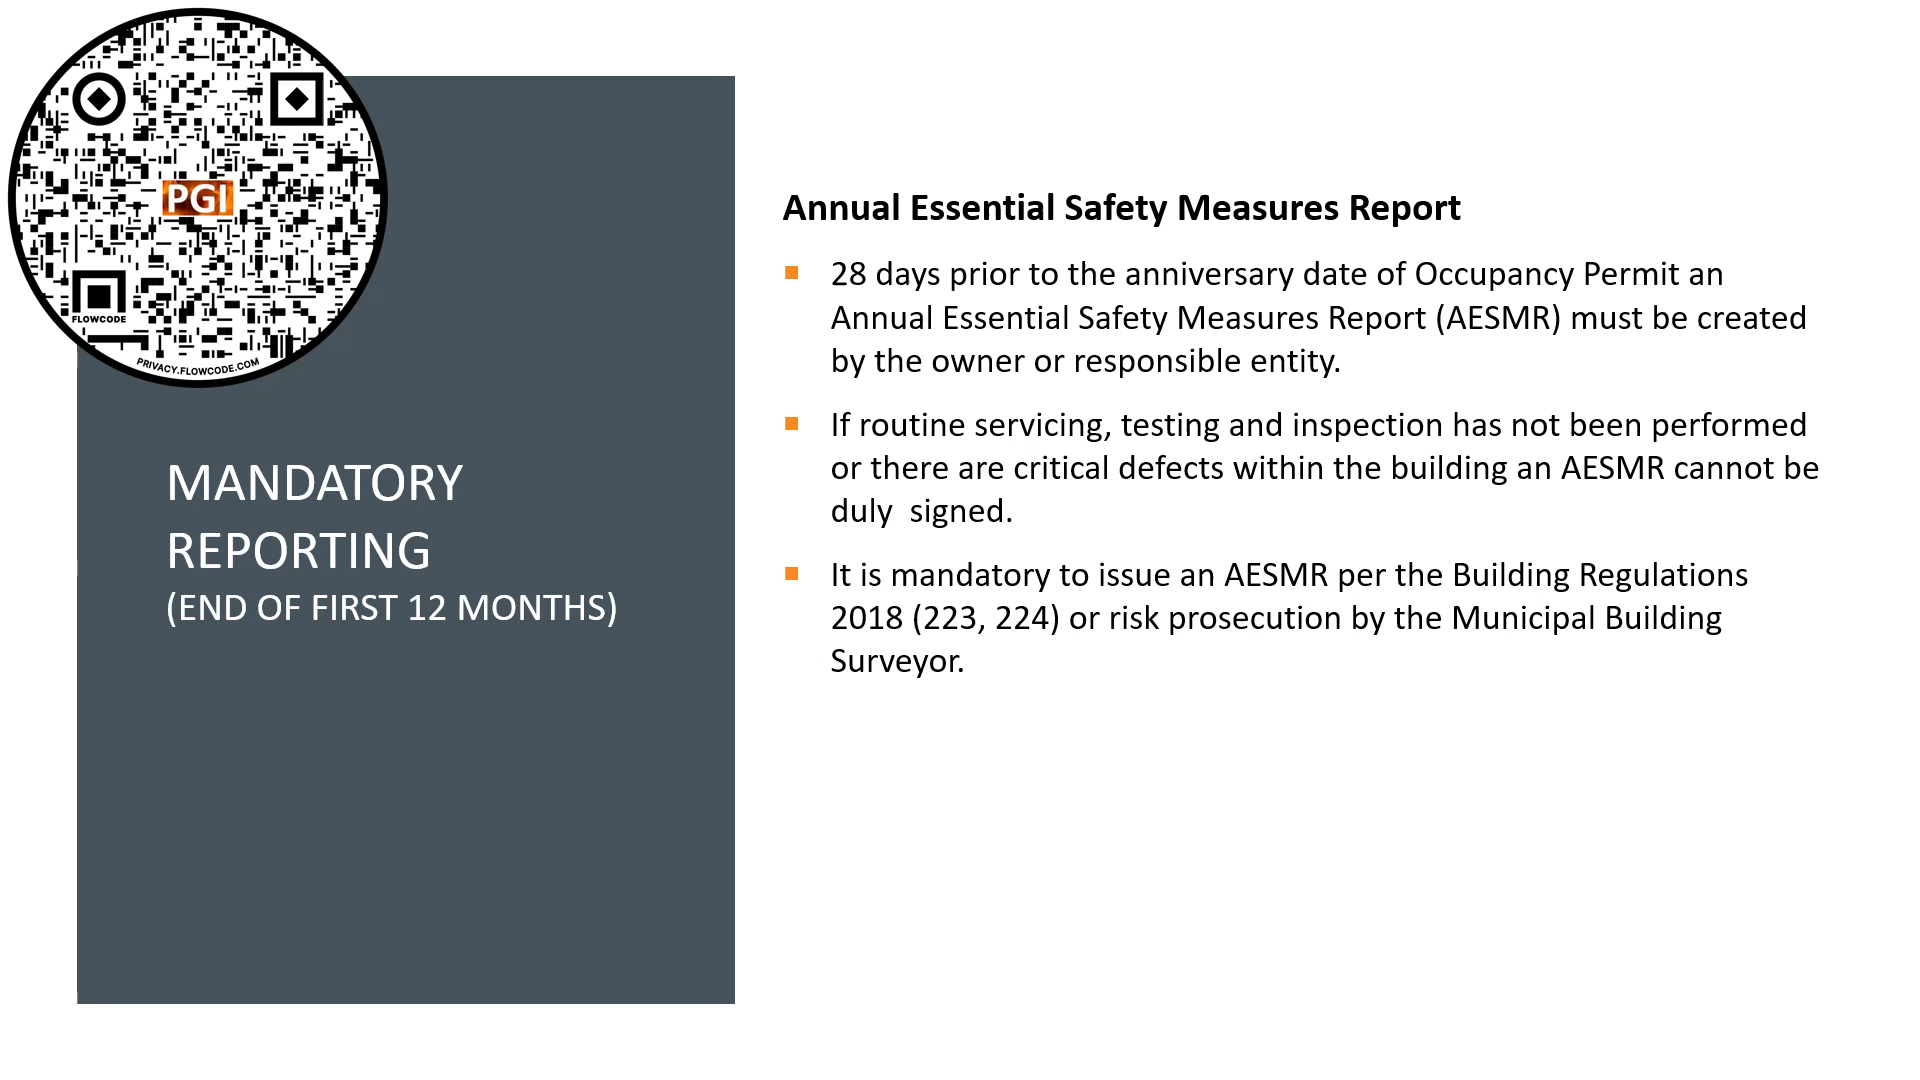 PGI
FLOWCODE
PRIVACY.FLOWCODE.COM
MANDATORY
REPORTING
(END OF FIRST 12 MONTHS)
Annual Essential Safety Measures Report
28 days prior to the anniversary date of Occupancy Permit an
Annual Essential Safety Measures Report (AESMR) must be created
by the owner or responsible entity.
If routine servicing, testing and inspection has not been performed
or there are critical defects within the building an AESMR cannot be
duly  signed.
It is mandatory to issue an AESMR per the Building Regulations
2018 (223, 224) or risk prosecution by the Municipal Building
Surveyor.